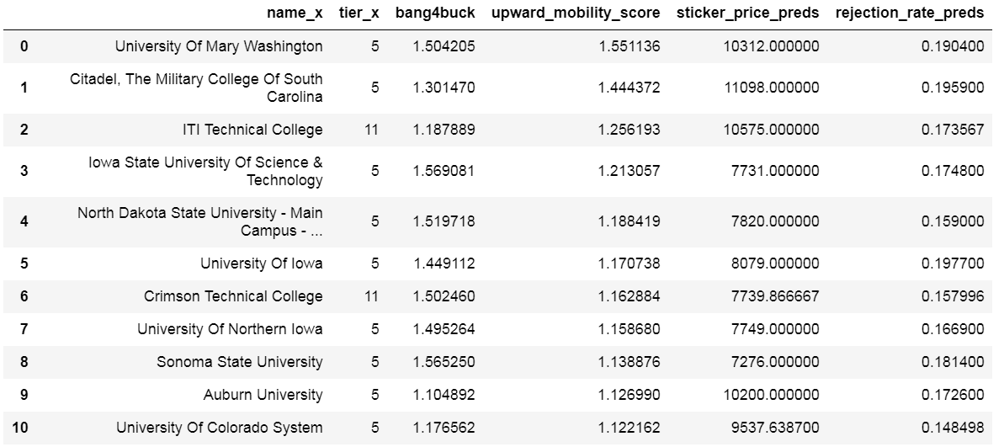 name_x tier_x bang4buck upward_mobility_score sticker_price_preds rejection_rate_preds
0 University Of Mary Washington 5 1.504205 1.551136 10312.000000 0.190400
1 Citadel, The Military College Of South Carolina 5 1.301470 1.444372 11098.000000 0.195900
2 ITI Technical College 11 1.187889 1.256193 10575.000000 0.173567
3 Iowa State University Of Science & Technology 5 1.569081 1.213057 7731.000000 0.174800
4 North Dakota State University - Main Campus - ... 5 1.519718 1.188419 7820.000000 0.159000
5 University Of Iowa 5 1.449112 1.170738 8079.000000 0.197700
6 Crimson Technical College 11 1.502460 1.162884 7739.866667 0.157996
7 University Of Northern Iowa 5 1.495264 1.158680 7749.000000 0.166900
8 Sonoma State University 5 1.565250 1.138876 7276.000000 0.181400
9 Auburn University 5 1.104892 1.126990 10200.000000 0.172600
10 University Of Colorado System 5 1.176562 1.122162 9537.638700 0.148498